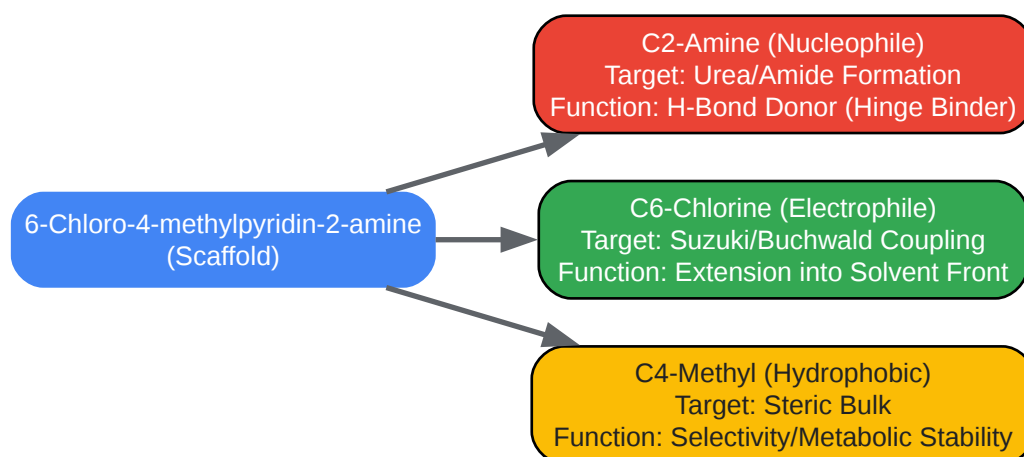 6-Chloro-4-methylpyridin-2-amine
(Scaffold)
C2-Amine (Nucleophile)
Target: Urea/Amide Formation
Function: H-Bond Donor (Hinge Binder)
C6-Chlorine (Electrophile)
Target: Suzuki/Buchwald Coupling
Function: Extension into Solvent Front
C4-Methyl (Hydrophobic)
Target: Steric Bulk
Function: Selectivity/Metabolic Stability